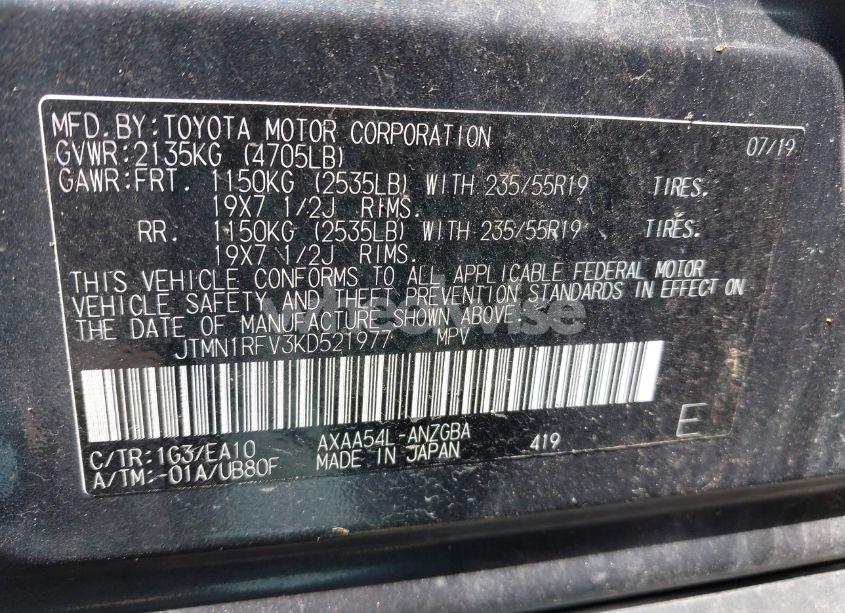 MFD.BY:TOYOTA MOTOR CORPORATION 07/19
GVWR:2135KG (4705LB)
GAWR:FRT. 1150KG (2535LB) WITH 235/55R19 TIRES.
19X7 1/2J RIMS.
RR. 1150KG (2535LB) WITH 235/55R19 TIRES.
19X7 1/2J RIMS.
THIS VEHICLE CONFORMS TO ALL APPLICABLE FEDERAL MOTOR
VEHICLE SAFETY AND THEFT PREVENTION STANDARDS IN EFFECT ON
THE DATE OF MANUFACTURE SHOWN ABOVE.
JTMN1RFV3KD521977 MPV
C/TR:1G3/EA10 AXAA54L-ANZGBA 419 E
A/TM:-01A/UB80F MADE IN JAPAN